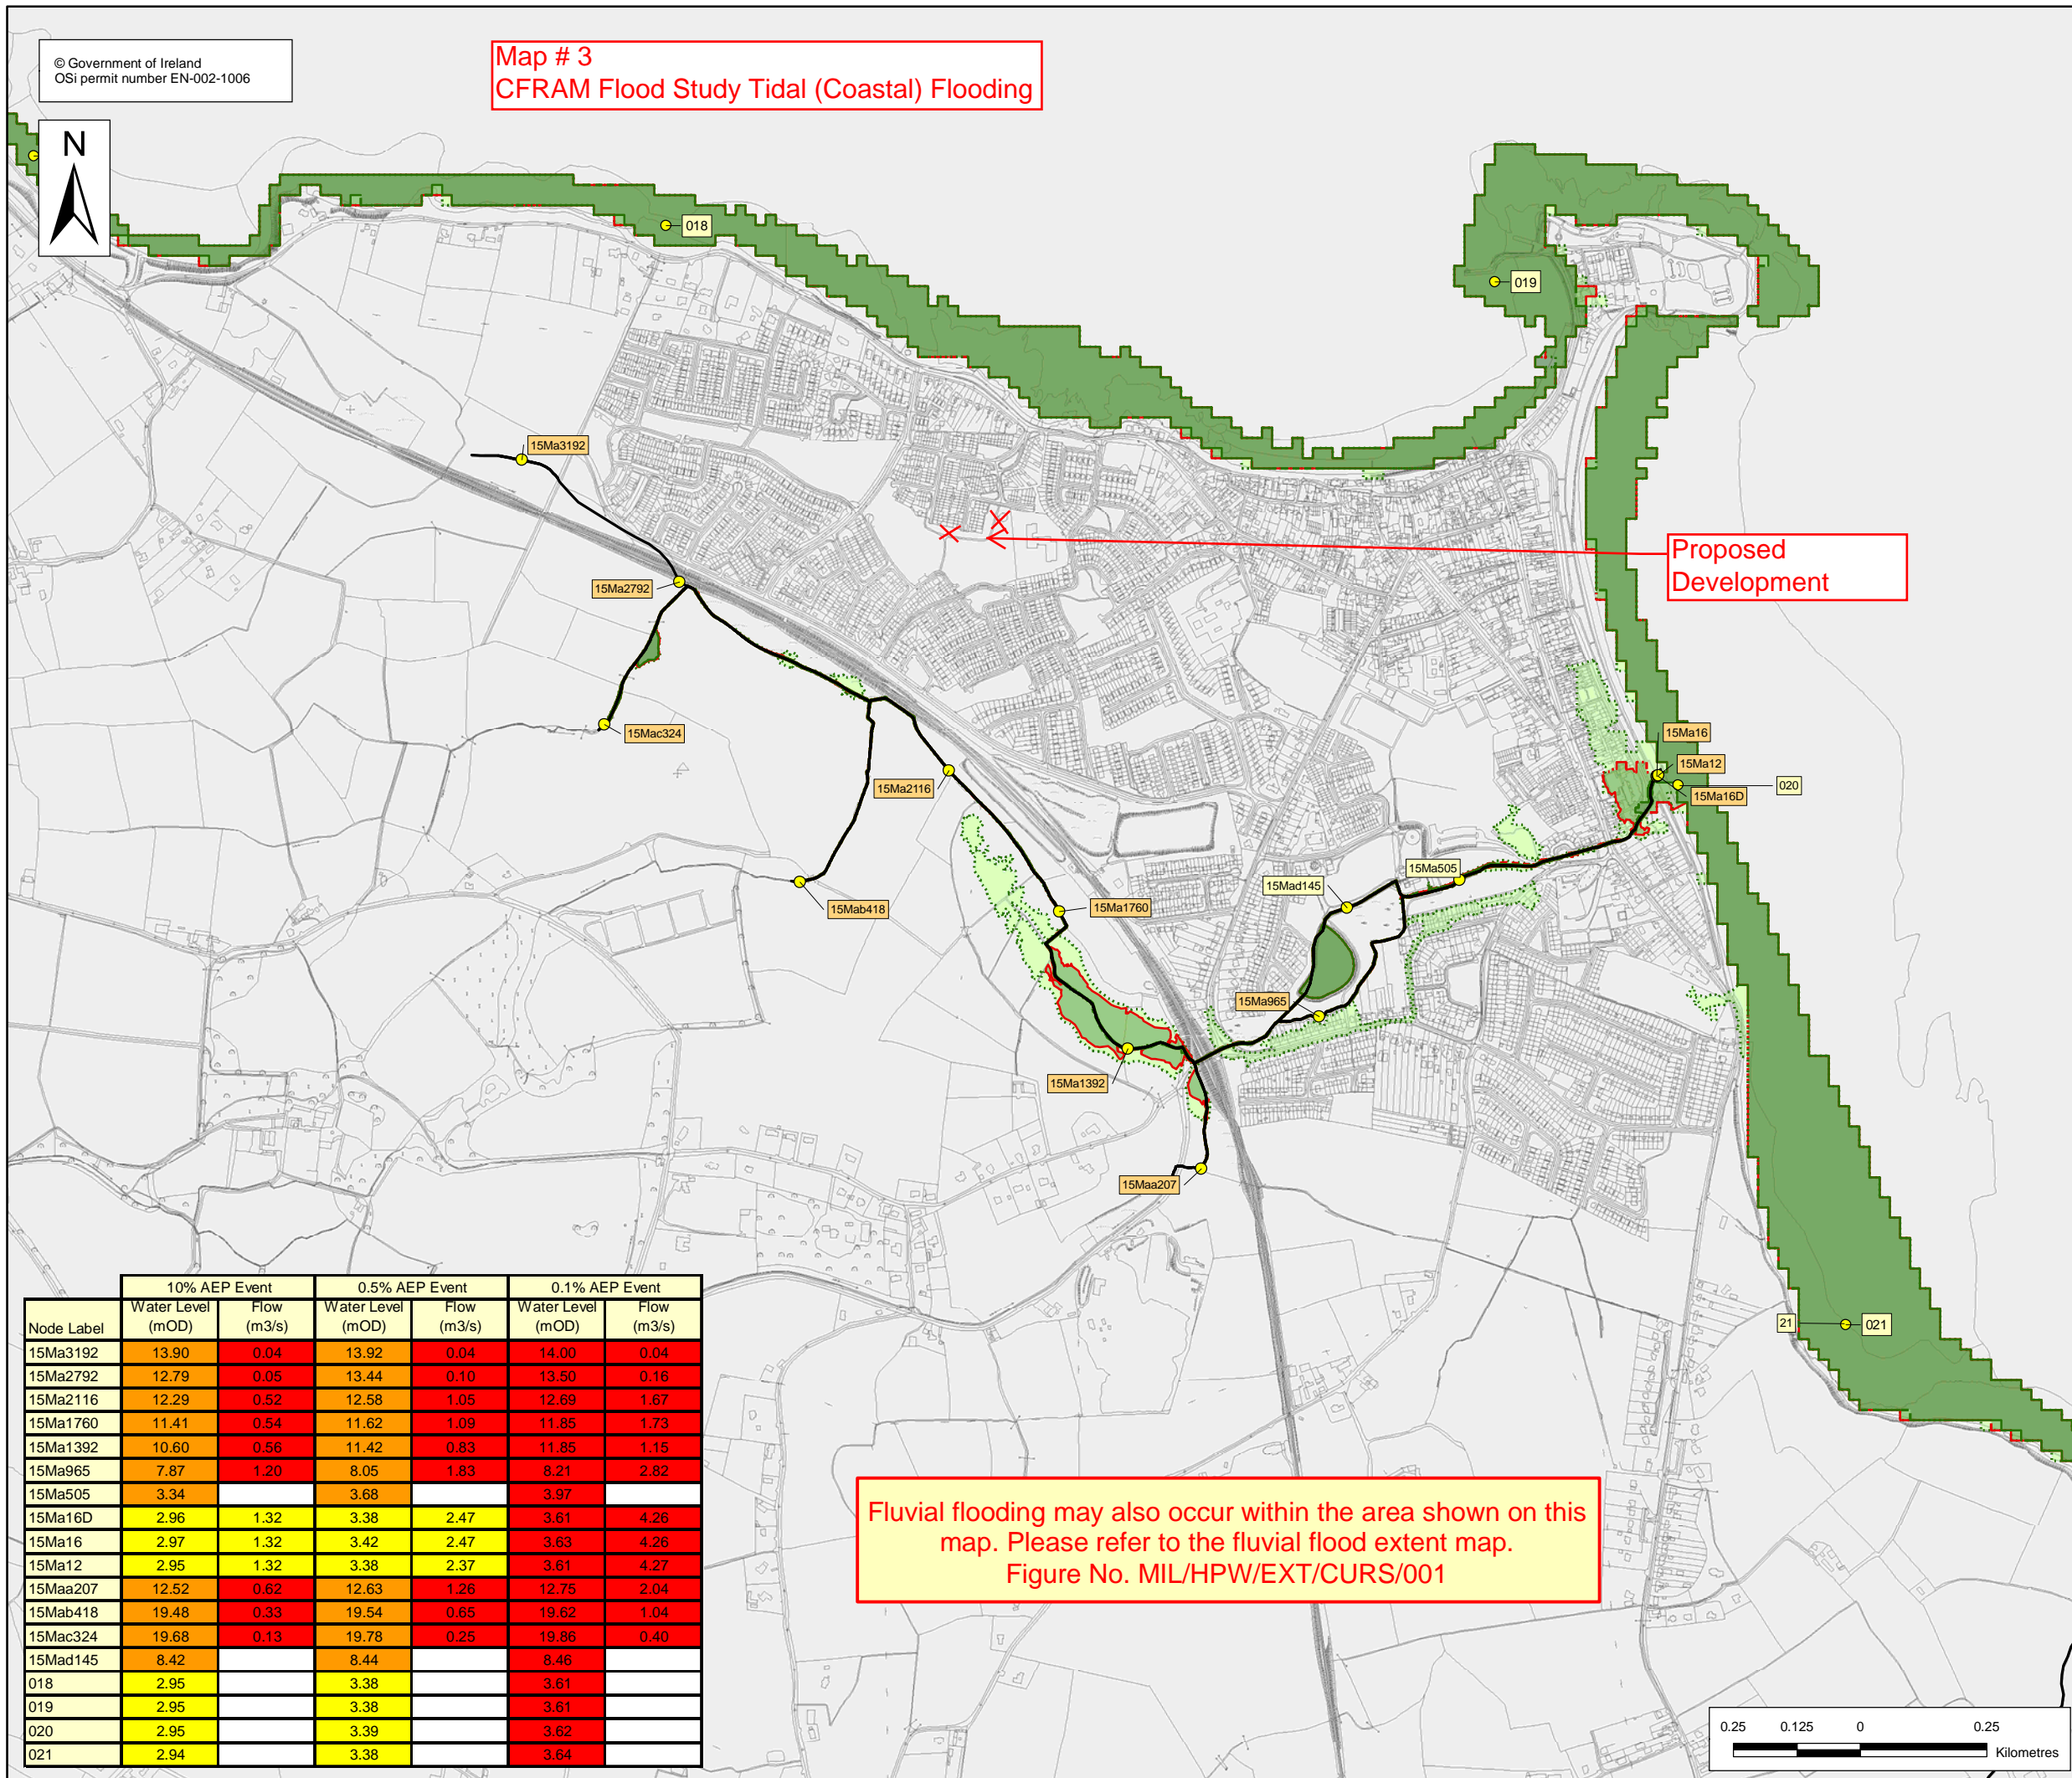 © Government of Ireland
OSi permit number EN-002-1006
Map # 3
CFRAM Flood Study Tidal (Coastal) Flooding
N
018
019
15Ma3192
Proposed
Development
15Ma2792
15Mac324
15Ma16
15Ma12
15Ma2116
020
15Ma16D
15Ma505
15Mad145
15Mab418
15Ma1760
15Ma965
15Ma1392
15Maa207
21
021
10% AEP Event 0.5% AEP Event 0.1% AEP Event
Water Level Flow Water Level Flow Water Level Flow
Node Label (mOD) (m3/s) (mOD) (m3/s) (mOD) (m3/s)
15Ma3192 13.90 0.04 13.92 0.04 14.00 0.04
15Ma2792 12.79 0.05 13.44 0.10 13.50 0.16
15Ma2116 12.29 0.52 12.58 1.05 12.69 1.67
15Ma1760 11.41 0.54 11.62 1.09 11.85 1.73
15Ma1392 10.60 0.56 11.42 0.83 11.85 1.15
15Ma965 7.87 1.20 8.05 1.83 8.21 2.82
15Ma505 3.34 3.68 3.97
15Ma16D 2.96 1.32 3.38 2.47 3.61 4.26
15Ma16 2.97 1.32 3.42 2.47 3.63 4.26
15Ma12 2.95 1.32 3.38 2.37 3.61 4.27
15Maa207 12.52 0.62 12.63 1.26 12.75 2.04
15Mab418 19.48 0.33 19.54 0.65 19.62 1.04
15Mac324 19.68 0.13 19.78 0.25 19.86 0.40
15Mad145 8.42 8.44 8.46
018 2.95 3.38 3.61
019 2.95 3.38 3.61
020 2.95 3.39 3.62
021 2.94 3.38 3.64
Fluvial flooding may also occur within the area shown on this
map. Please refer to the fluvial flood extent map.
Figure No. MIL/HPW/EXT/CURS/001
0.25 0.125 0 0.25
Kilometres